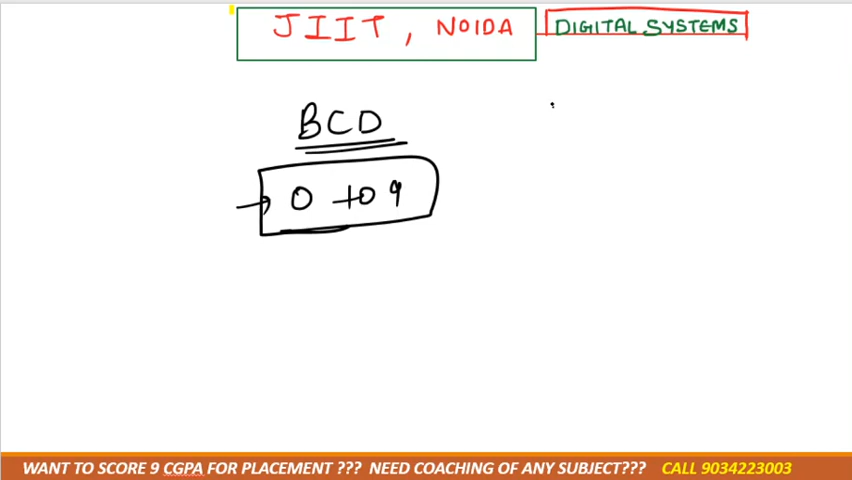 JIIT, NOIDA
DIGITAL SYSTEMS
BCD
0 to 9
WANT TO SCORE 9 CGPA FOR PLACEMENT ??? NEED COACHING OF ANY SUBJECT??? CALL 9034223003